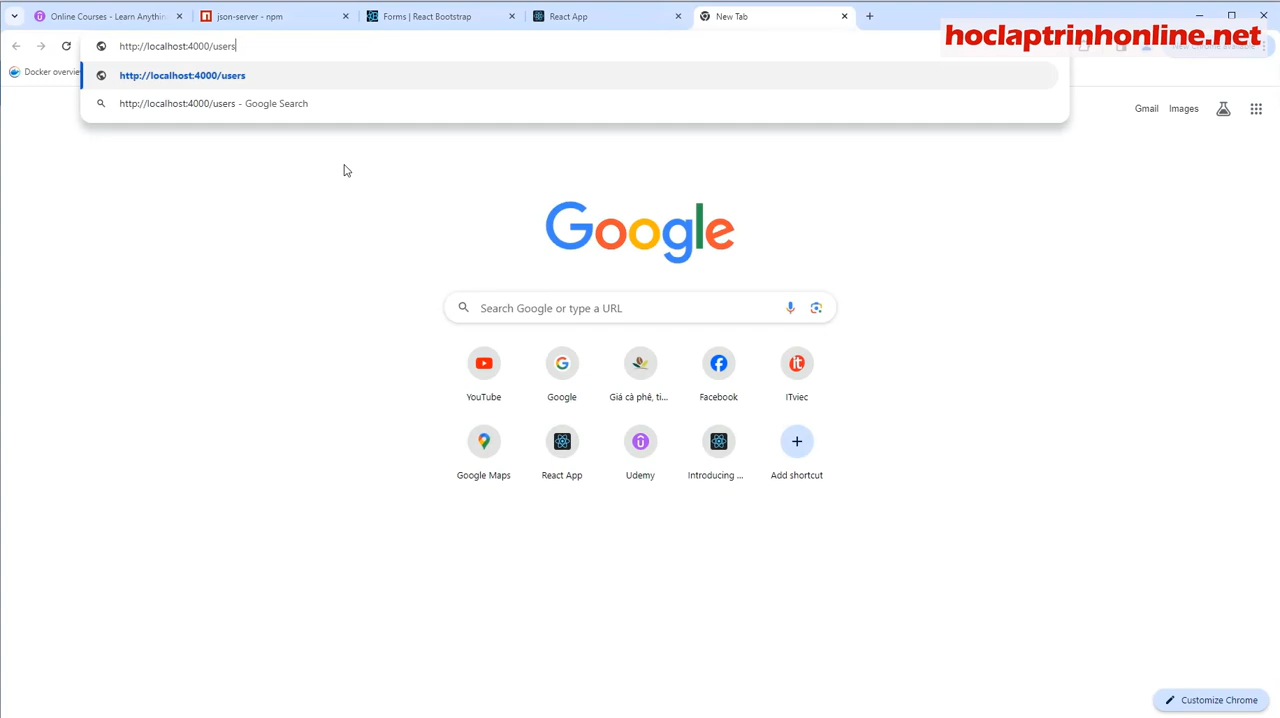 Online Courses - Learn Anythin
json-server - npm
Forms | React Bootstrap
React App
New Tab
http://localhost:4000/users
hoclaptrinhonline.net
Docker overvie
http://localhost:4000/users
http://localhost:4000/users - Google Search
Gmail
Images
Google
Search Google or type a URL
YouTube
Google
Giá cà phê, ti...
Facebook
ITviec
Google Maps
React App
Udemy
Introducing ...
Add shortcut
Customize Chrome